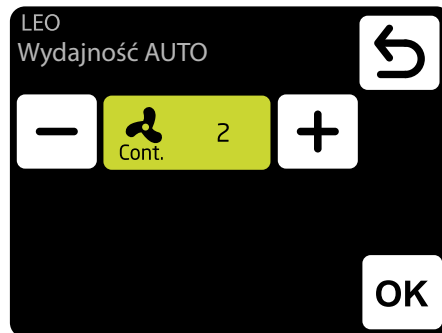 LEO
Wydajność AUTO
− 2 +
Cont.
OK